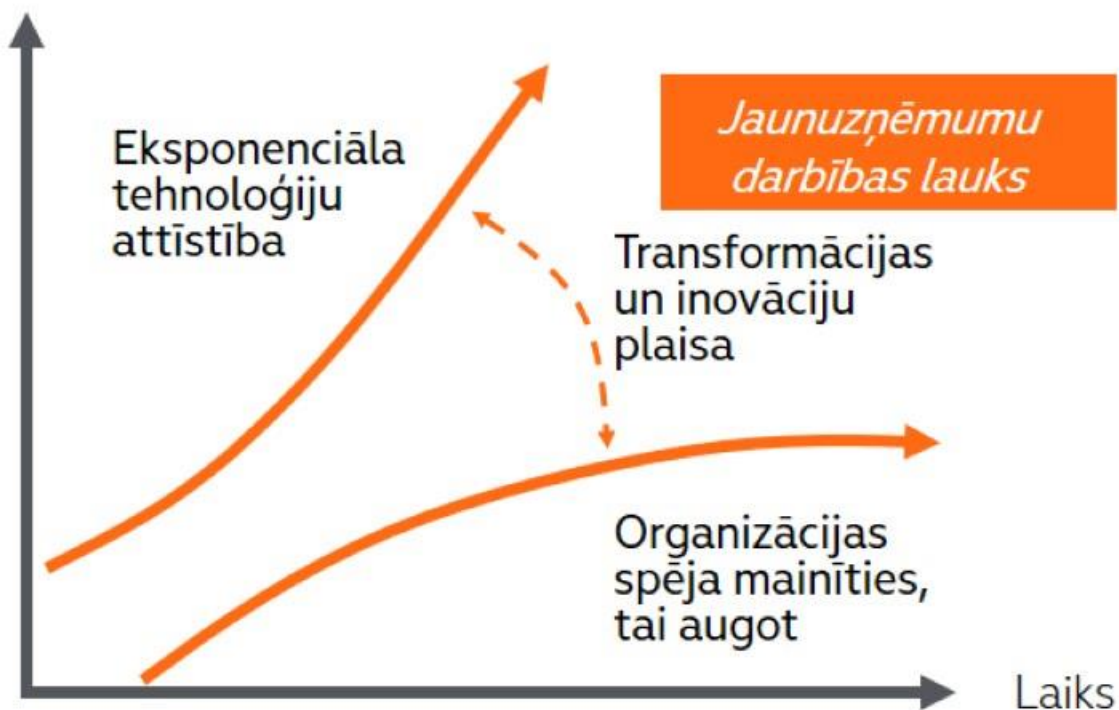 Eksponenciāla
tehnoloģiju
attīstība
Jaunuzņēmumu
darbības lauks
Transformācijas
un inovāciju
plaisa
Organizācijas
spēja mainīties,
tai augot
Laiks